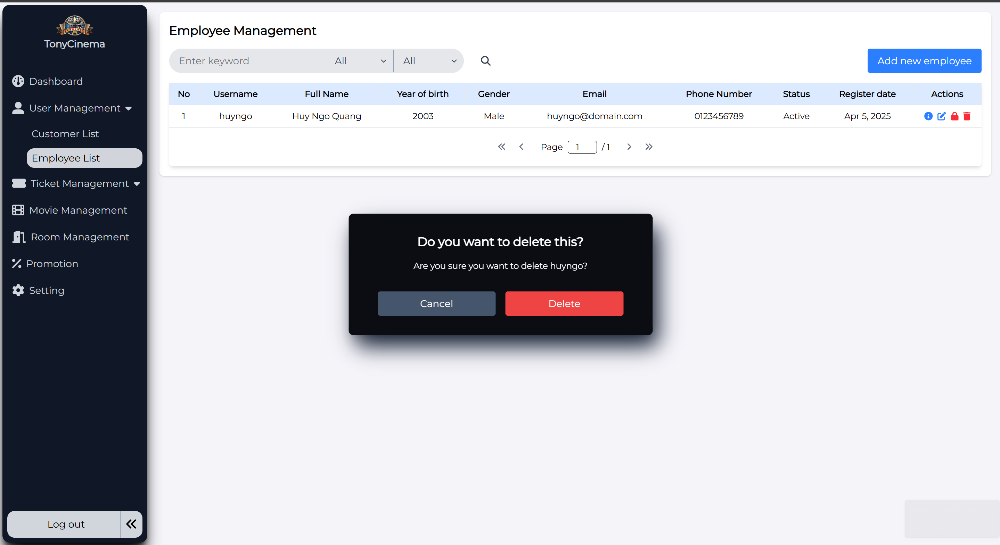 TonyCinema
Dashboard
User Management
Customer List
Employee List
Ticket Management
Movie Management
Room Management
Promotion
Setting
Log out
Employee Management
Enter keyword All All
Add new employee
No Username Full Name Year of birth Gender Email Phone Number Status Register date Actions
1 huyngo Huy Ngo Quang 2003 Male huyngo@domain.com 0123456789 Active Apr 5, 2025
Page 1 / 1
Do you want to delete this?
Are you sure you want to delete huyngo?
Cancel Delete